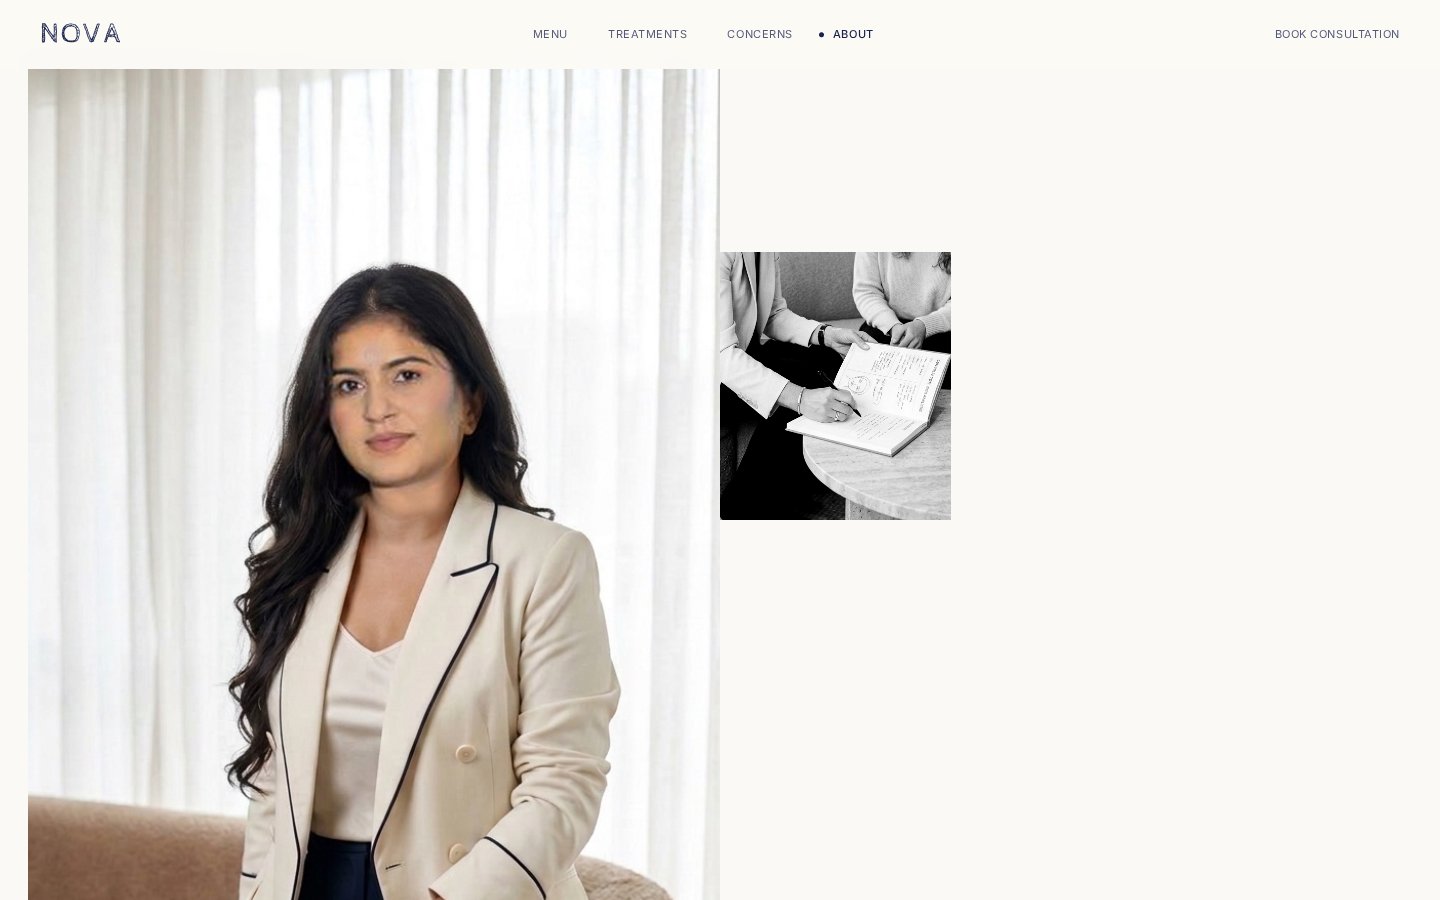 NOVA
MENU
TREATMENTS
CONCERNS
ABOUT
BOOK CONSULTATION